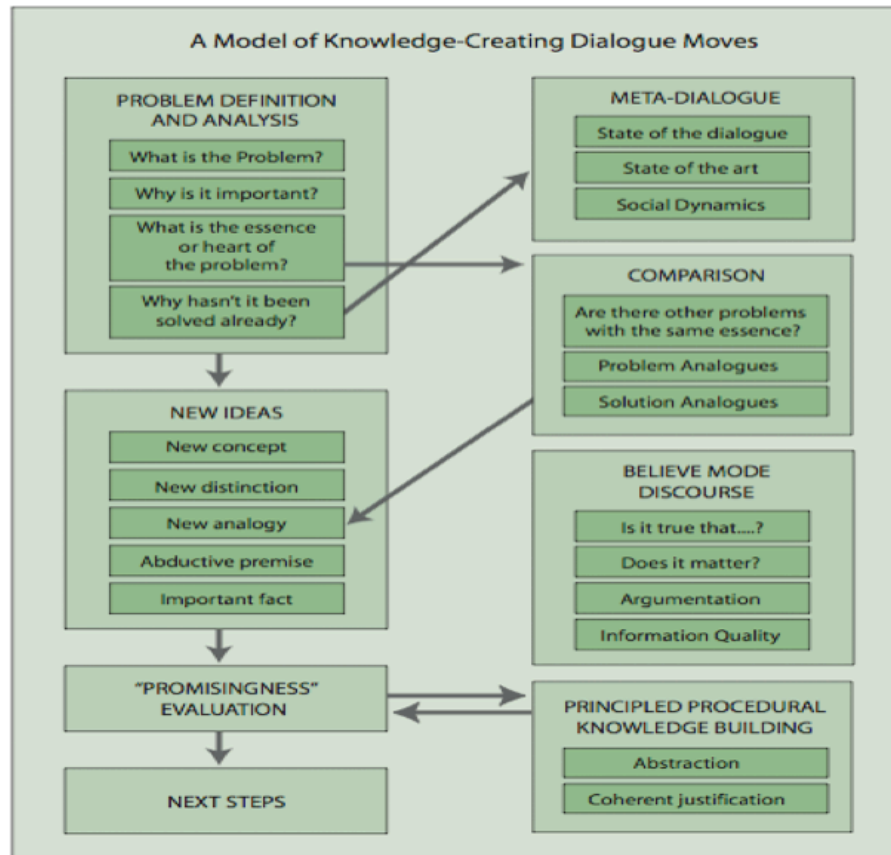 A Model of Knowledge-Creating Dialogue Moves
PROBLEM DEFINITION
AND ANALYSIS
What is the Problem?
Why is it important?
What is the essence
or heart of
the problem?
Why hasn't it been
solved already?
NEW IDEAS
New concept
New distinction
New analogy
Abductive premise
Important fact
"PROMISINGNESS"
EVALUATION
NEXT STEPS
META-DIALOGUE
State of the dialogue
State of the art
Social Dynamics
COMPARISON
Are there other problems
with the same essence?
Problem Analogues
Solution Analogues
BELIEVE MODE
DISCOURSE
Is it true that....?
Does it matter?
Argumentation
Information Quality
PRINCIPLED PROCEDURAL
KNOWLEDGE BUILDING
Abstraction
Coherent justification